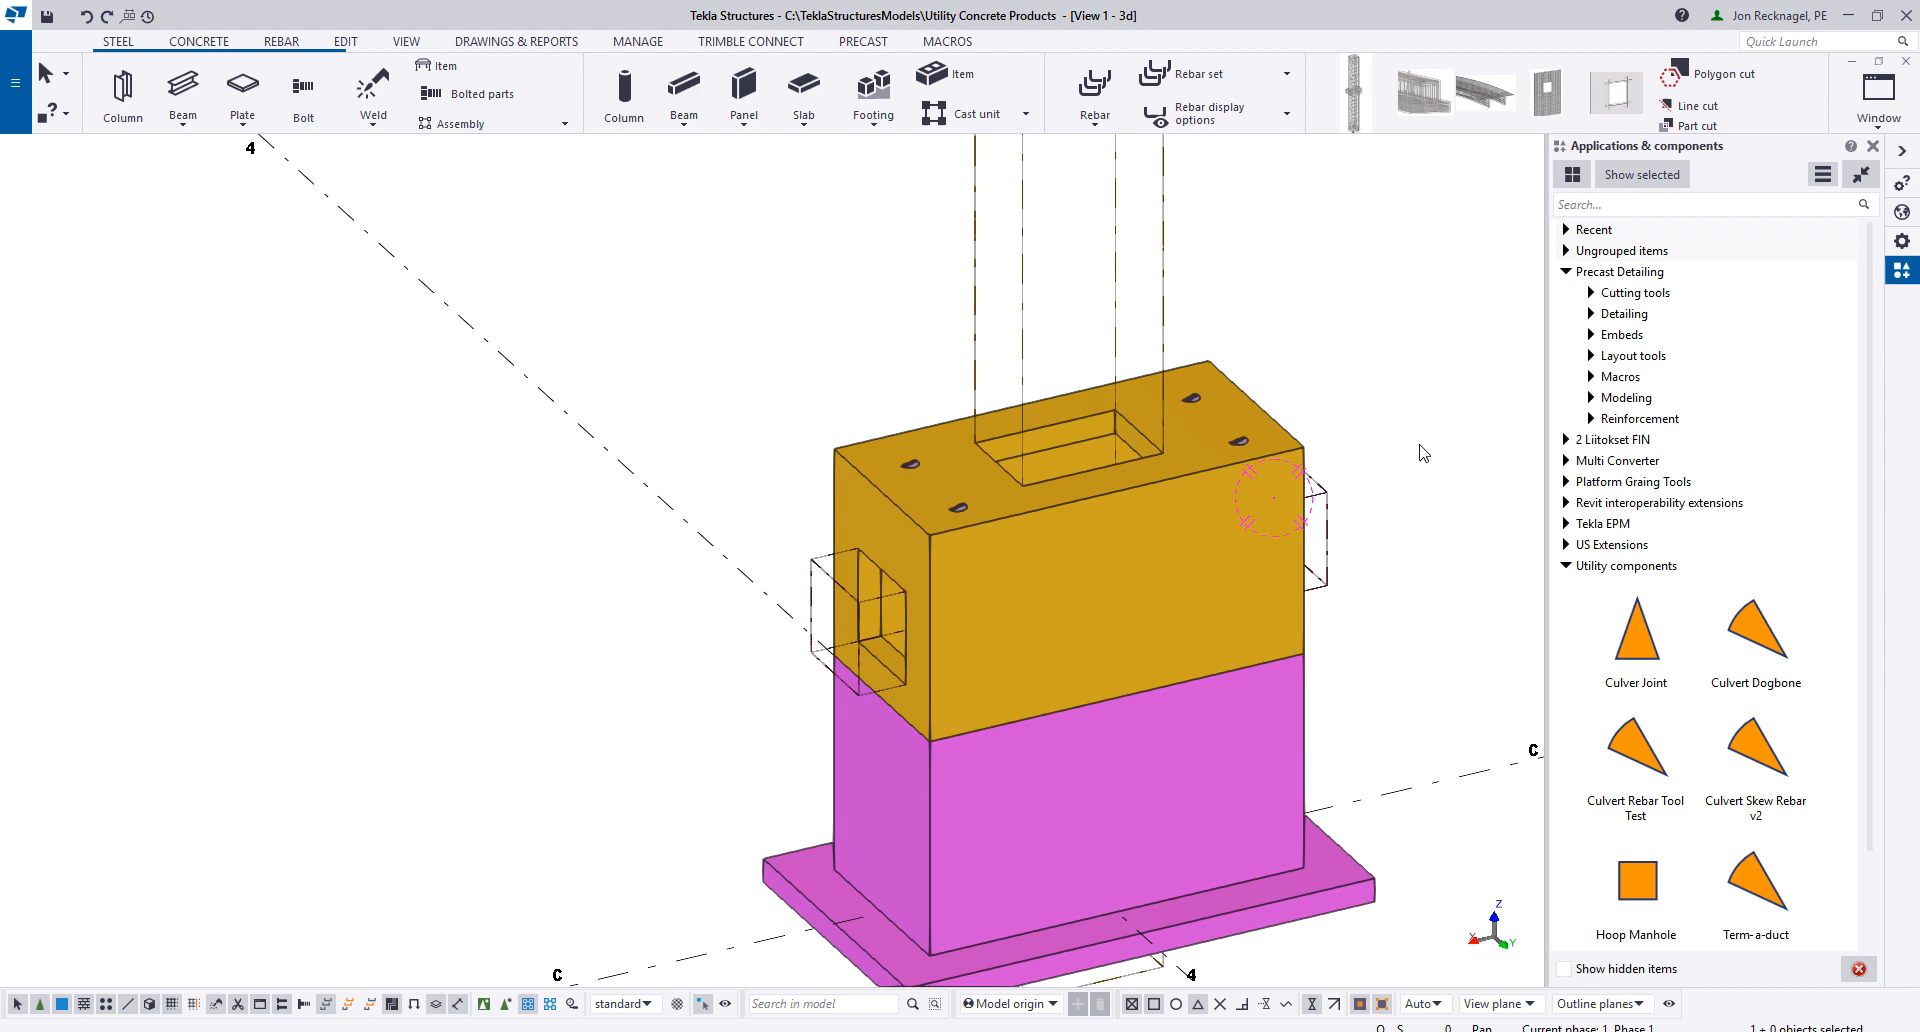 Tekla Structures - C:\TeklaStructuresModels\Utility Concrete Products - [View 1 - 3d]
Jon Recknagel, PE
STEEL CONCRETE REBAR EDIT VIEW DRAWINGS & REPORTS MANAGE TRIMBLE CONNECT PRECAST MACROS
Quick Launch
Column Beam Plate Bolt Weld
Item
Bolted parts
Assembly
Column Beam Panel Slab Footing
Item
Cast unit
Rebar
Rebar set
Rebar display
options
Polygon cut
Line cut
Part cut
Window
4
C
C
4
Z
X
Y
Applications & components
Show selected
Search...
Recent
Ungrouped items
Precast Detailing
Cutting tools
Detailing
Embeds
Layout tools
Macros
Modeling
Reinforcement
2 Liitokset FIN
Multi Converter
Platform Graing Tools
Revit interoperability extensions
Tekla EPM
US Extensions
Utility components
Culver Joint
Culvert Dogbone
Culvert Rebar Tool
Test
Culvert Skew Rebar
v2
Hoop Manhole
Term-a-duct
Show hidden items
standard
Search in model
Model origin
Auto
View plane
Outline planes
O S 0 Pan Current phase: 1, Phase 1 1 + 0 objects selected